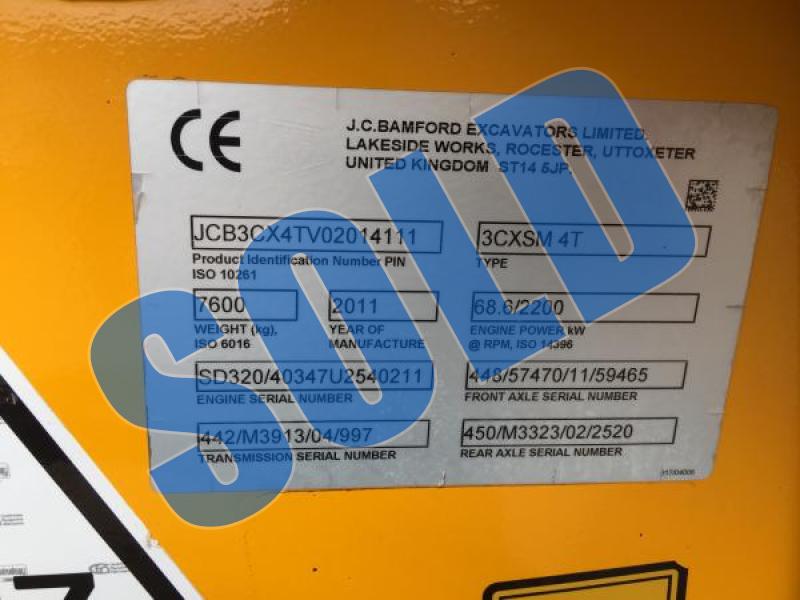 CE
J.C.BAMFORD EXCAVATORS LIMITED,
LAKESIDE WORKS, ROCESTER, UTTOXETER
UNITED KINGDOM ST14 5JP.
JCB3CX4TV02014111
3CXSM 4T
Product Identification Number PIN
ISO 10261
TYPE
7600
2011
68.6/2200
WEIGHT (kg),
ISO 6016
YEAR OF
MANUFACTURE
ENGINE POWER kW
@ RPM, ISO 14396
SD320/40347U2540211
448/57470/11/59465
ENGINE SERIAL NUMBER
FRONT AXLE SERIAL NUMBER
442/M3913/04/997
450/M3323/02/2520
TRANSMISSION SERIAL NUMBER
REAR AXLE SERIAL NUMBER
SOLD